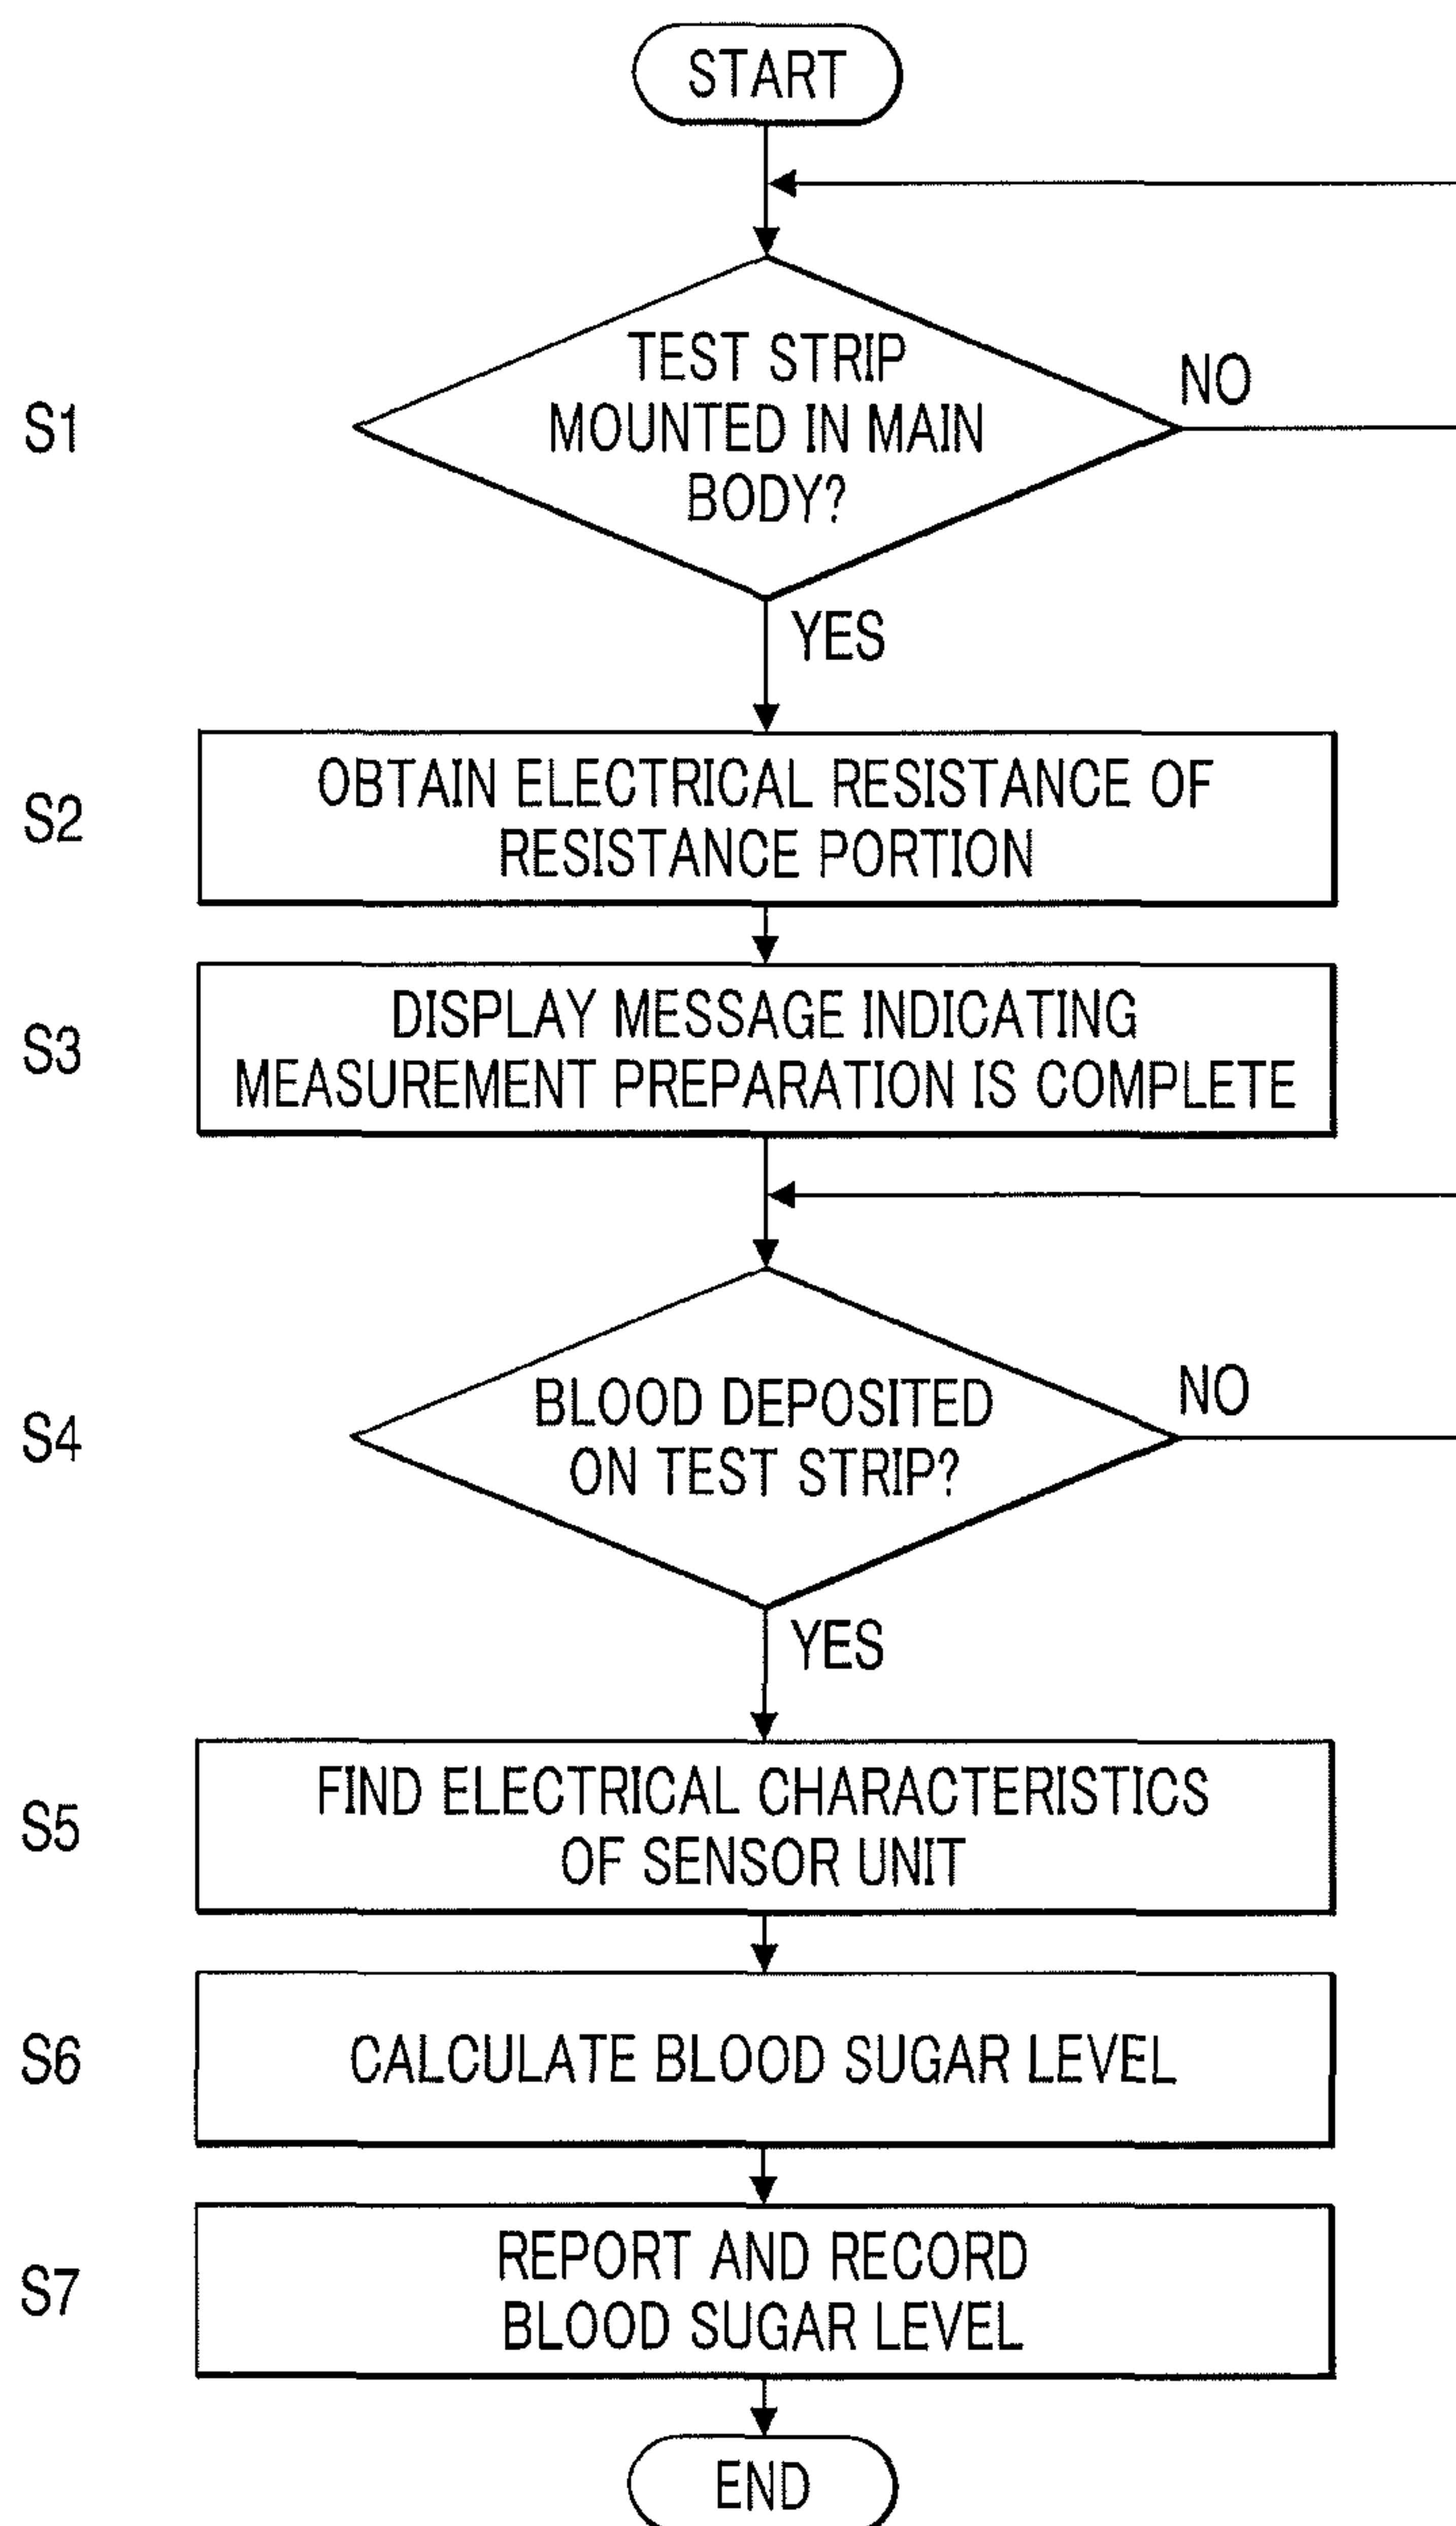 START
S1
TEST STRIP
MOUNTED IN MAIN
BODY?
NO
YES
S2
OBTAIN ELECTRICAL RESISTANCE OF
RESISTANCE PORTION
S3
DISPLAY MESSAGE INDICATING
MEASUREMENT PREPARATION IS COMPLETE
S4
BLOOD DEPOSITED
ON TEST STRIP?
NO
YES
S5
FIND ELECTRICAL CHARACTERISTICS
OF SENSOR UNIT
S6
CALCULATE BLOOD SUGAR LEVEL
S7
REPORT AND RECORD
BLOOD SUGAR LEVEL
END